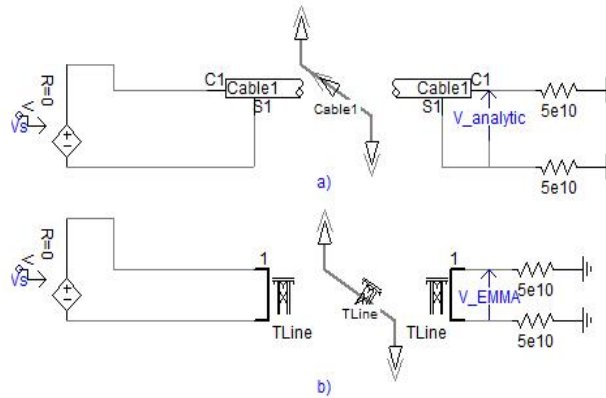 R=0
V
Vs
C1
Cable1
S1
Cable1
C1
Cable1
S1
V_analytic
5e10
5e10
a)
R=0
V
Vs
1
TLine
TLine
1
TLine
V_EMMA
5e10
5e10
b)